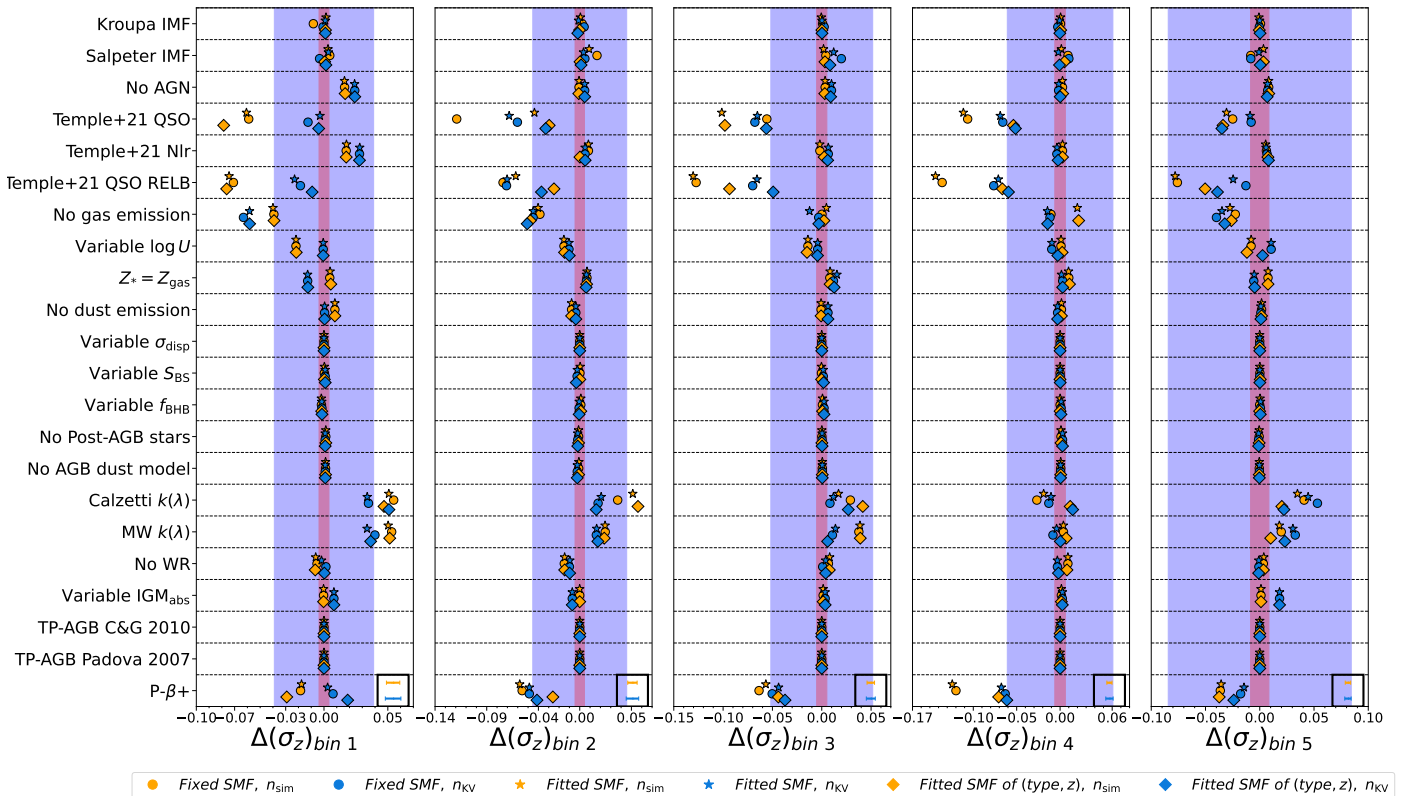 Kroupa IMF
Salpeter IMF
No AGN
Temple+21 QSO
Temple+21 Nlr
Temple+21 QSO RELB
No gas emission
Variable log U
Z* = Zgas
No dust emission
Variable σdisp
Variable SBS
Variable fBHB
No Post-AGB stars
No AGB dust model
Calzetti k(λ)
MW k(λ)
No WR
Variable IGMabs
TP-AGB C&G 2010
TP-AGB Padova 2007
P-β+
−0.10 −0.07 −0.03 0.00 0.05
−0.14 −0.09 −0.04 0.00 0.05
−0.15 −0.10 −0.05 0.00 0.05
−0.17 −0.10 −0.05 0.00 0.06
−0.10 −0.05 0.00 0.05 0.10
Δ(σz)bin 1
Δ(σz)bin 2
Δ(σz)bin 3
Δ(σz)bin 4
Δ(σz)bin 5
Fixed SMF, nsim
Fixed SMF, nKV
Fitted SMF, nsim
Fitted SMF, nKV
Fitted SMF of (type, z), nsim
Fitted SMF of (type, z), nKV